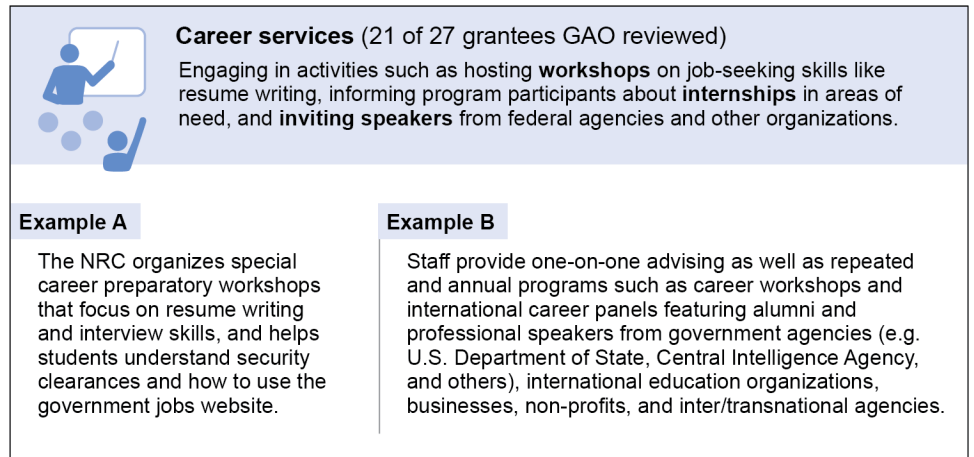 Career services (21 of 27 grantees GAO reviewed)
Engaging in activities such as hosting workshops on job-seeking skills like
resume writing, informing program participants about internships in areas of
need, and inviting speakers from federal agencies and other organizations.
Example A
The NRC organizes special
career preparatory workshops
that focus on resume writing
and interview skills, and helps
students understand security
clearances and how to use the
government jobs website.
Example B
Staff provide one-on-one advising as well as repeated
and annual programs such as career workshops and
international career panels featuring alumni and
professional speakers from government agencies (e.g.
U.S. Department of State, Central Intelligence Agency,
and others), international education organizations,
businesses, non-profits, and inter/transnational agencies.